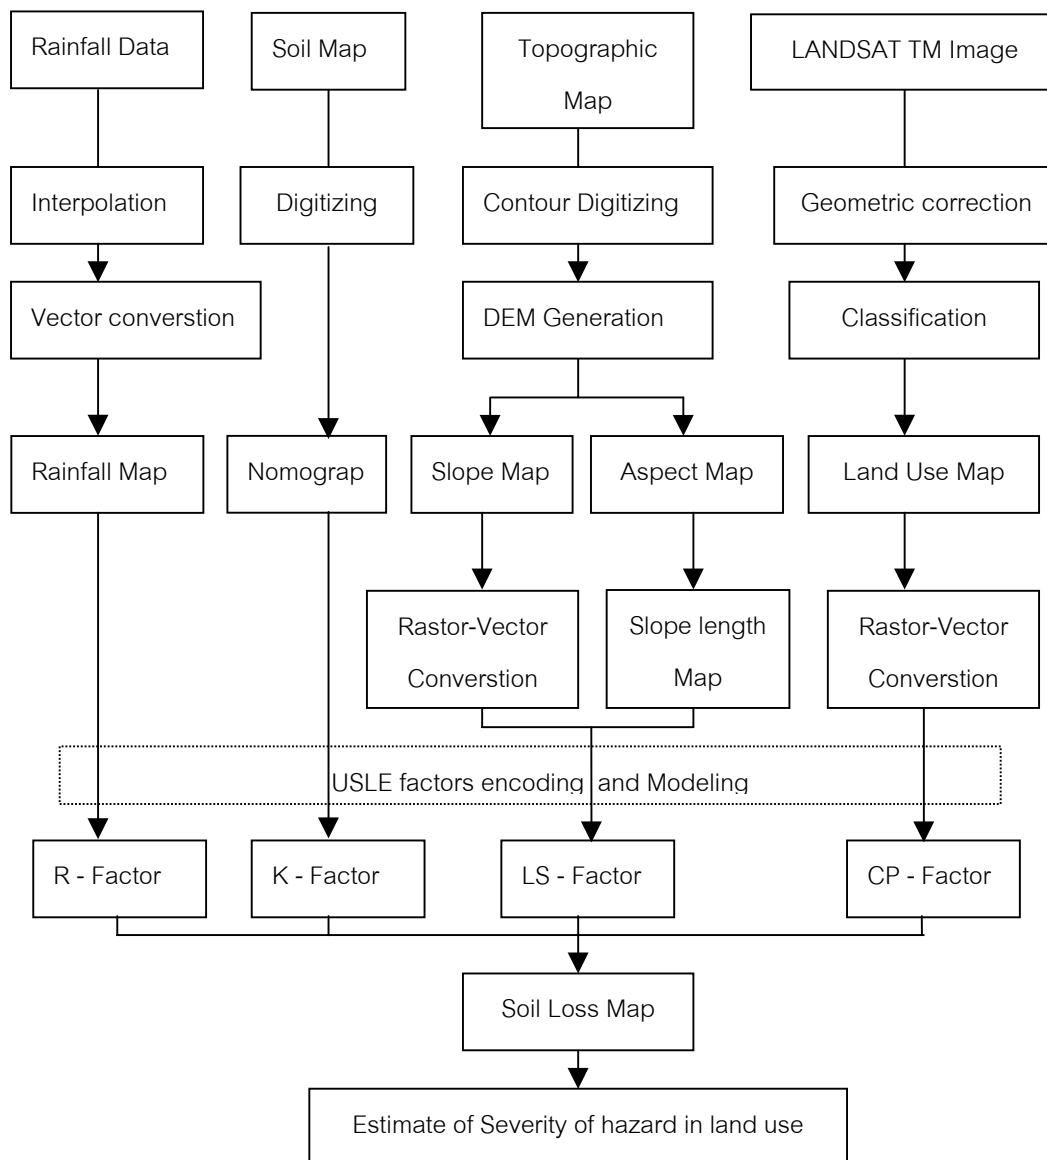 Rainfall Data
Soil Map
Topographic
Map
LANDSAT TM Image
Interpolation
Digitizing
Contour Digitizing
Geometric correction
Vector converstion
DEM Generation
Classification
Rainfall Map
Nomograp
Slope Map
Aspect Map
Land Use Map
Rastor-Vector
Converstion
Slope length
Map
Rastor-Vector
Converstion
USLE factors encoding and Modeling
R - Factor
K - Factor
LS - Factor
CP - Factor
Soil Loss Map
Estimate of Severity of hazard in land use